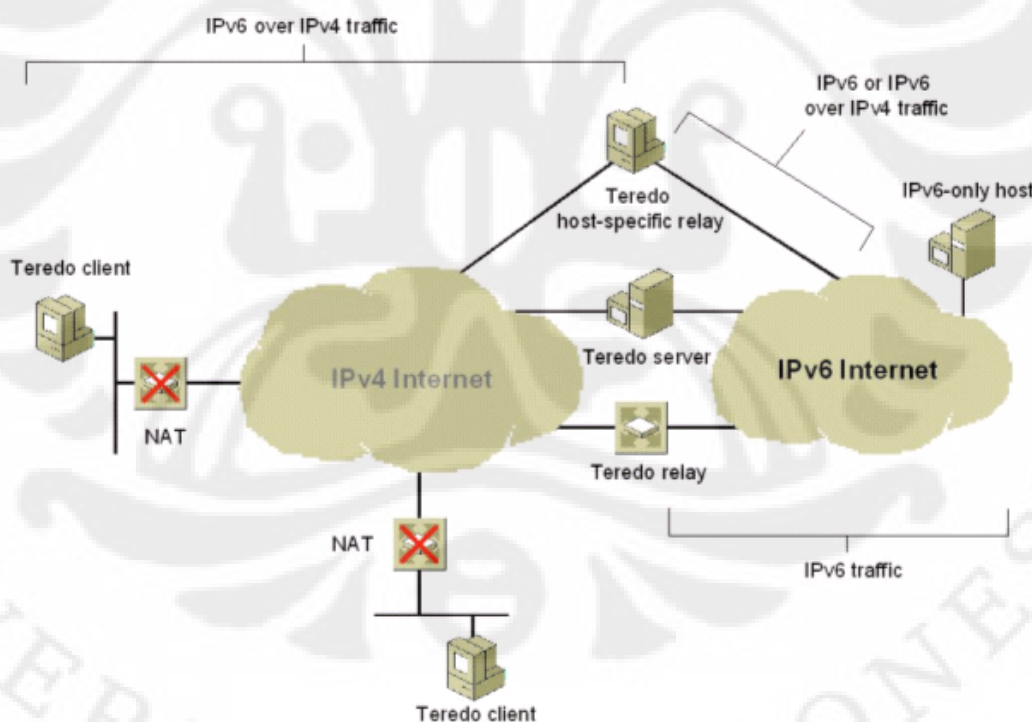 IPv6 over IPv4 traffic
IPv6 or IPv6
over IPv4 traffic
IPv6-only host
Teredo
host-specific relay
Teredo client
Teredo server
IPv4 Internet
IPv6 Internet
NAT
Teredo relay
NAT
IPv6 traffic
Teredo client